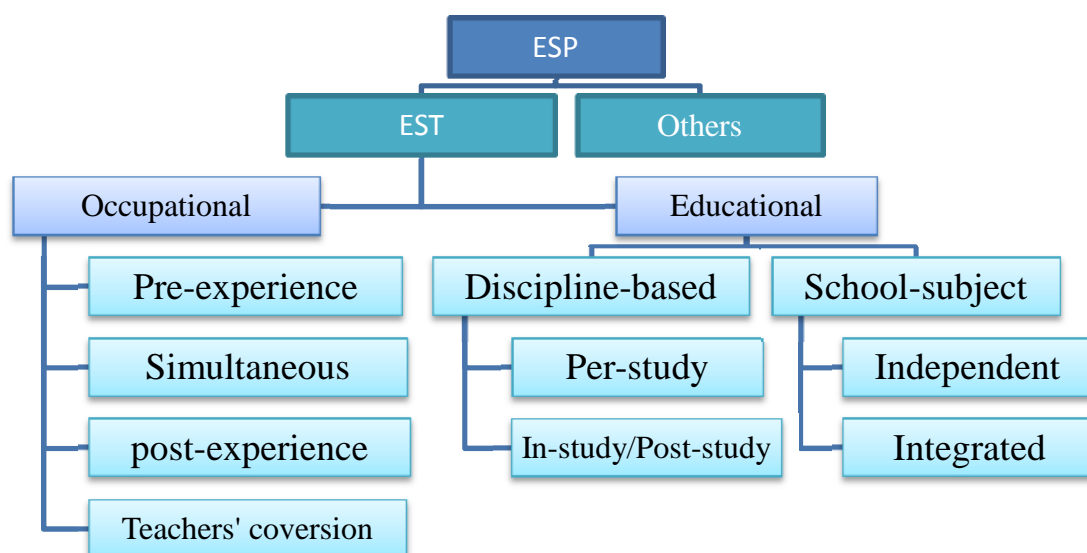 ESP
EST
Others
Occupational
Educational
Pre-experience
Discipline-based
School-subject
Simultaneous
Per-study
Independent
post-experience
In-study/Post-study
Integrated
Teachers' coversion